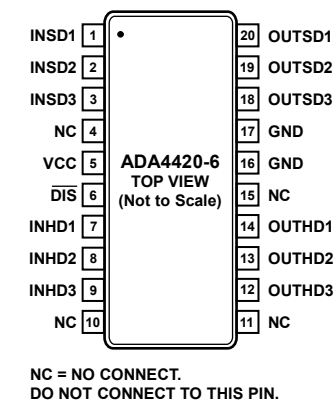 INSD1 1 20 OUTSD1
INSD2 2 19 OUTSD2
INSD3 3 18 OUTSD3
NC 4 17 GND
VCC 5 ADA4420-6 16 GND
TOP VIEW
DIS 6 (Not to Scale) 15 NC
INHD1 7 14 OUTHD1
INHD2 8 13 OUTHD2
INHD3 9 12 OUTHD3
NC 10 11 NC
NC = NO CONNECT.
DO NOT CONNECT TO THIS PIN.